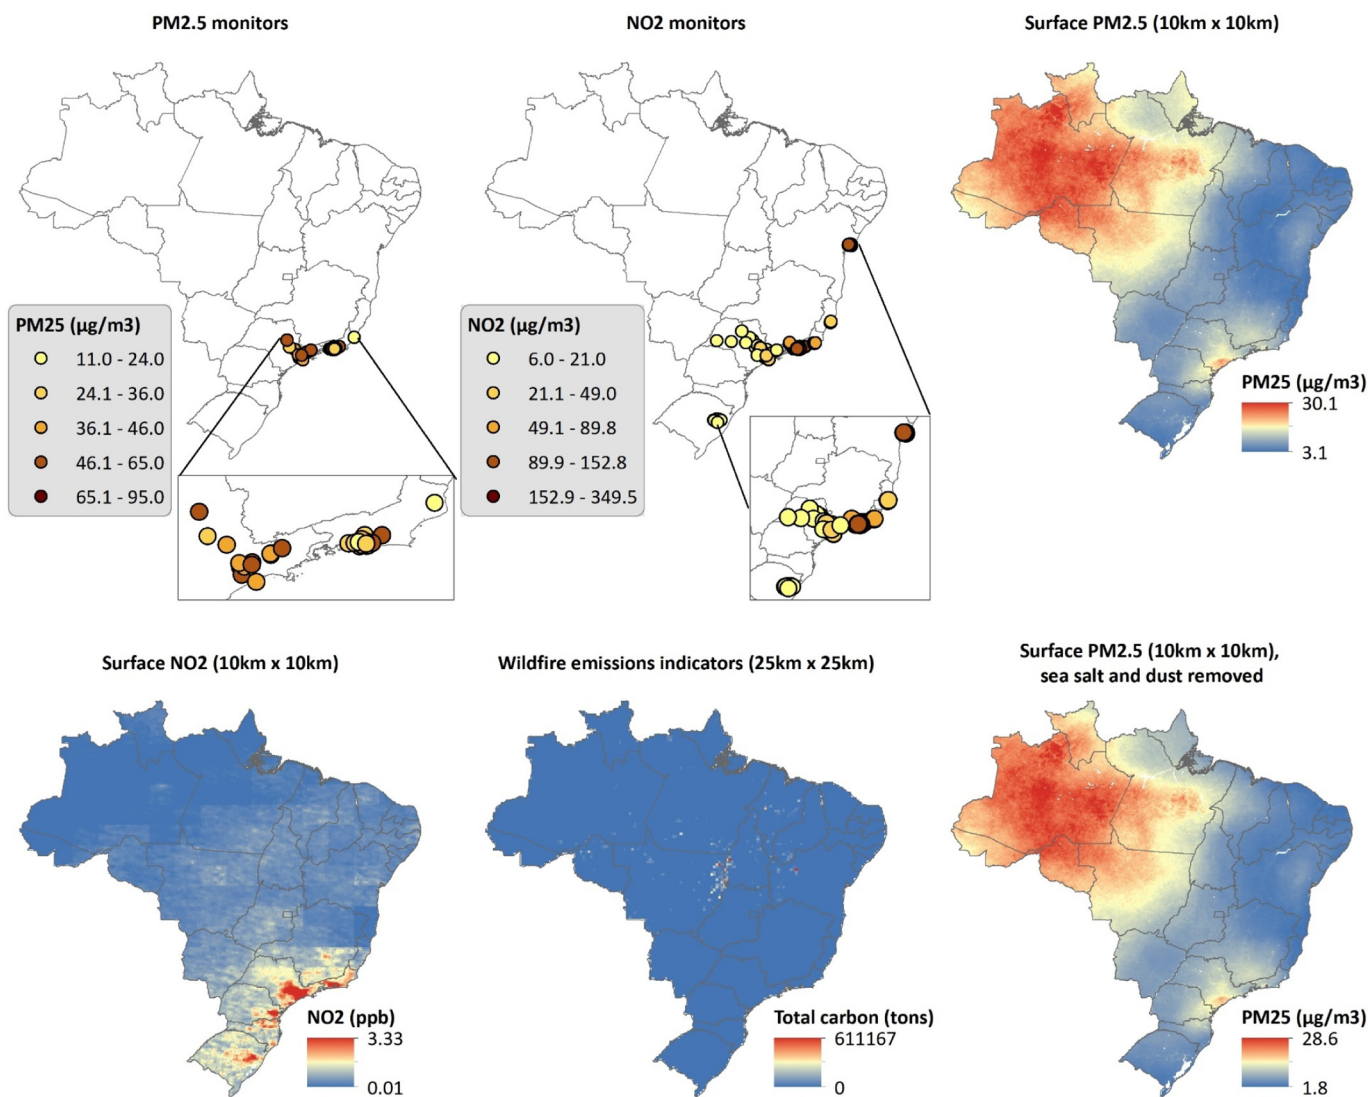 PM2.5 monitors
NO2 monitors
Surface PM2.5 (10km x 10km)
PM25 (μg/m3)
11.0 - 24.0
24.1 - 36.0
36.1 - 46.0
46.1 - 65.0
65.1 - 95.0
NO2 (μg/m3)
6.0 - 21.0
21.1 - 49.0
49.1 - 89.8
89.9 - 152.8
152.9 - 349.5
PM25 (μg/m3)
30.1
3.1
Surface NO2 (10km x 10km)
Wildfire emissions indicators (25km x 25km)
Surface PM2.5 (10km x 10km),
sea salt and dust removed
NO2 (ppb)
3.33
0.01
Total carbon (tons)
611167
0
PM25 (μg/m3)
28.6
1.8